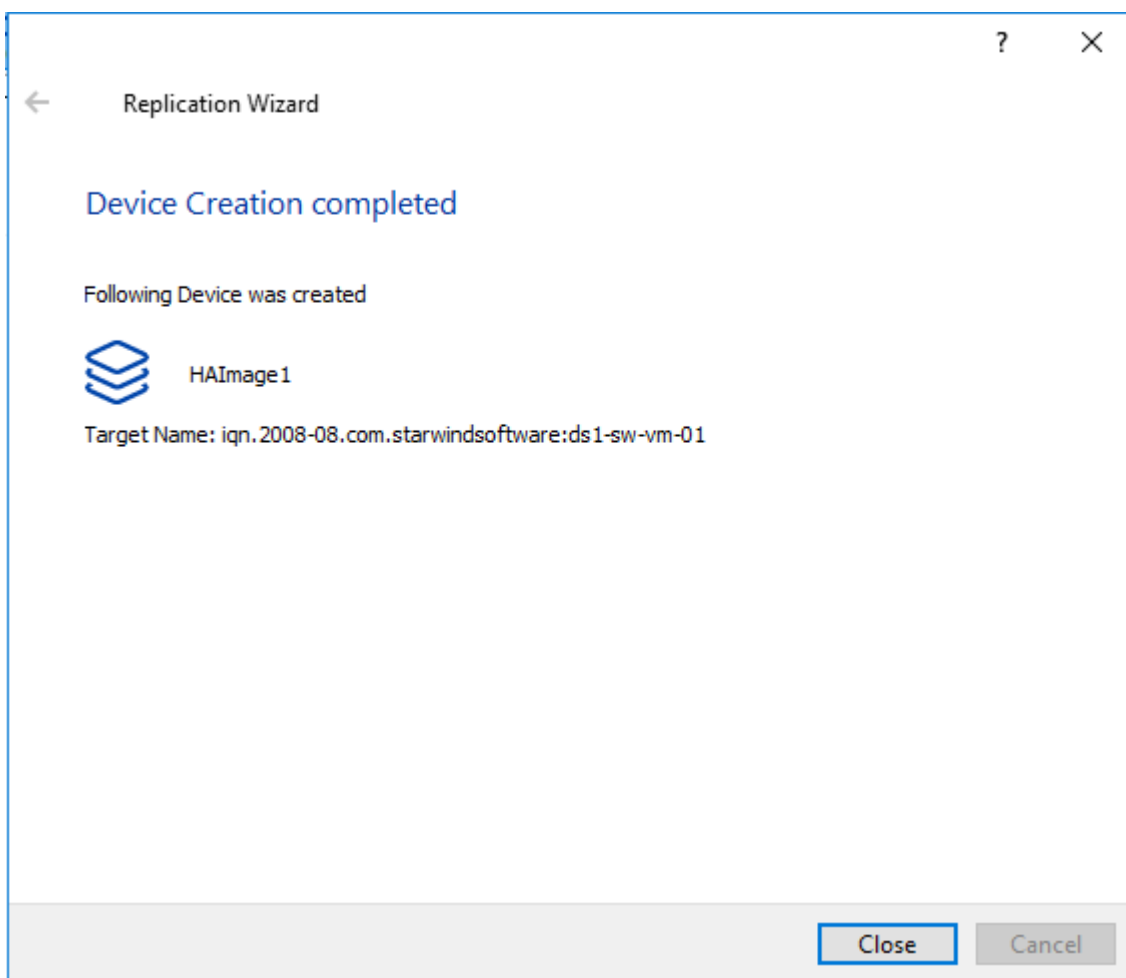 ?
Replication Wizard
Device Creation completed
Following Device was created
HAImage1
Target Name: iqn.2008-08.com.starwindsoftware:ds1-sw-vm-01
Close Cancel